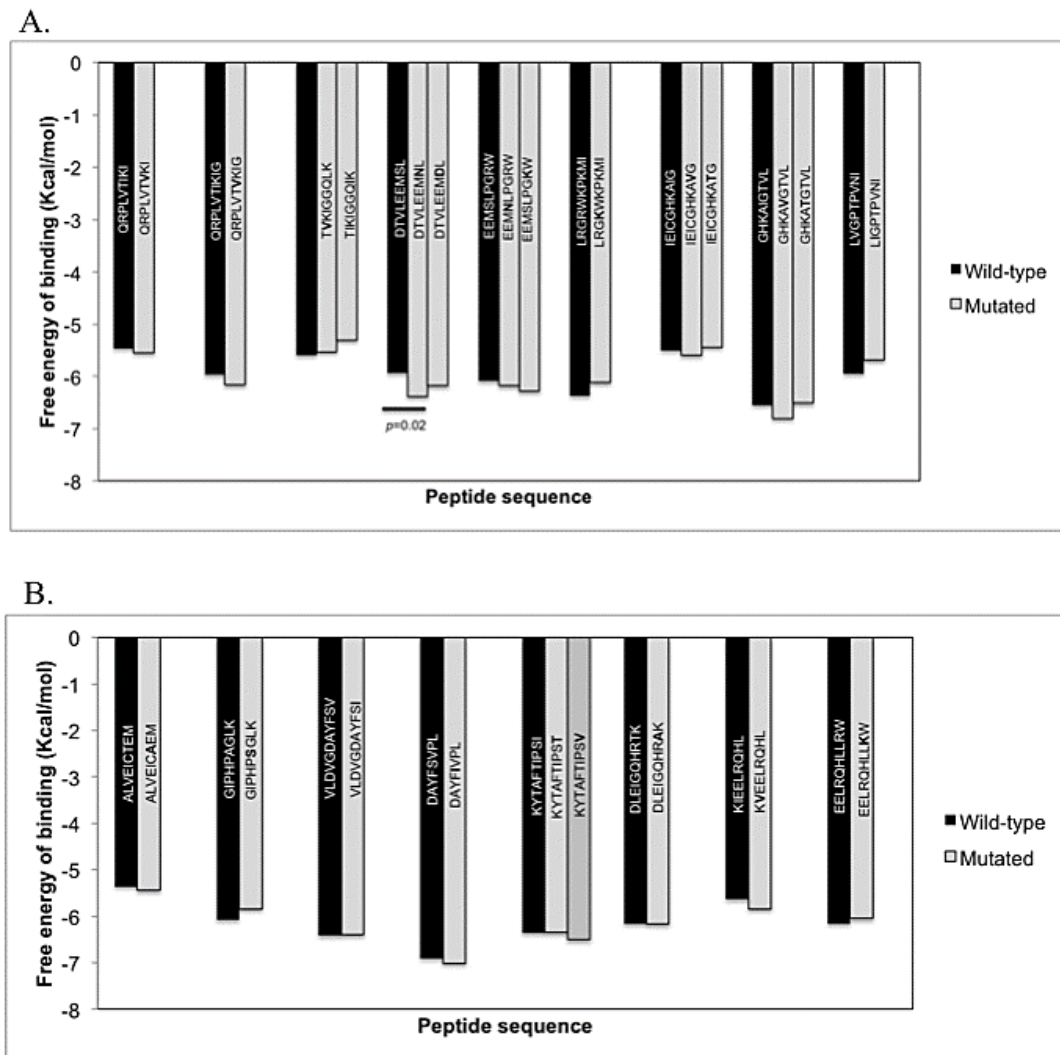 A.
0
-1
-2
-3
-4
-5
-6
-7
-8
Free energy of binding (Kcal/mol)
QRPLVTIKI
QRPLVTVKI
QRPLVTIKIG
QRPLVTVKIG
TVKIGGQLK
TIKIGGQIK
DTVLEEMSL
DTVLEEMNL
DTVLEEMDL
EEMSLPGRW
EEMNLPGRW
EEMSLPGKW
LRGRWKPKMI
LRGKWKPKMI
IEICGHKAIG
IEICGHKAVG
IEICGHKATG
GHKAIGTVL
GHKAVGTVL
GHKATGTVL
LVGPTPVNI
LIGPTPVNI
p=0.02
Wild-type
Mutated
Peptide sequence
B.
0
-1
-2
-3
-4
-5
-6
-7
-8
Free energy of binding (Kcal/mol)
ALVEICTEM
ALVEICAEM
GIPHPAGLK
GIPHPSGLK
VLDVGDAYFSV
VLDVGDAYFSI
DAYFSVPL
DAYFIVPL
KYTAFTIPSI
KYTAFTIPST
KYTAFTIPSV
DLEIGQHRTK
DLEIGQHRAK
KIEELRQHL
KVEELRQHL
EELRQHLLRW
EELRQHLLKW
Wild-type
Mutated
Peptide sequence